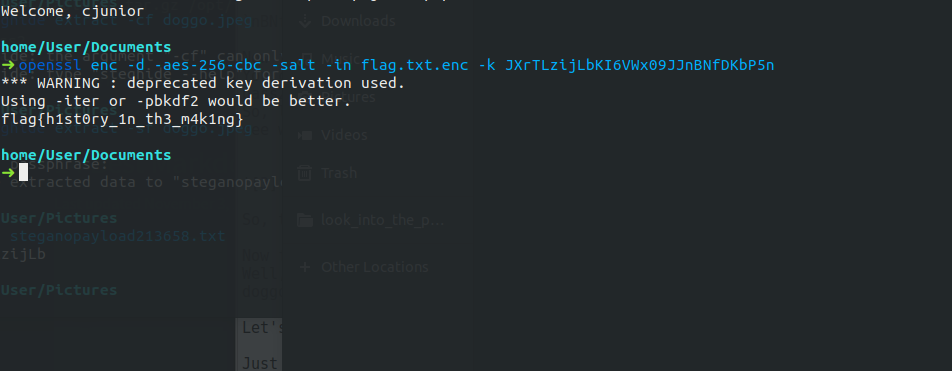 Welcome, cjunior
home/User/Documents
➜ openssl enc -d -aes-256-cbc -salt -in flag.txt.enc -k JXrTLzijLbKI6VWx09JJnBNfDKbP5n
*** WARNING : deprecated key derivation used.
Using -iter or -pbkdf2 would be better.
flag{h1st0ry_1n_th3_m4k1ng}
home/User/Documents
➜
extracted data to "steganopaylo
User/Pictures
steganopayload213658.txt
zijLb
User/Pictures
Downloads
Videos
Trash
look_into_the_p...
Other Locations
Let's
Just